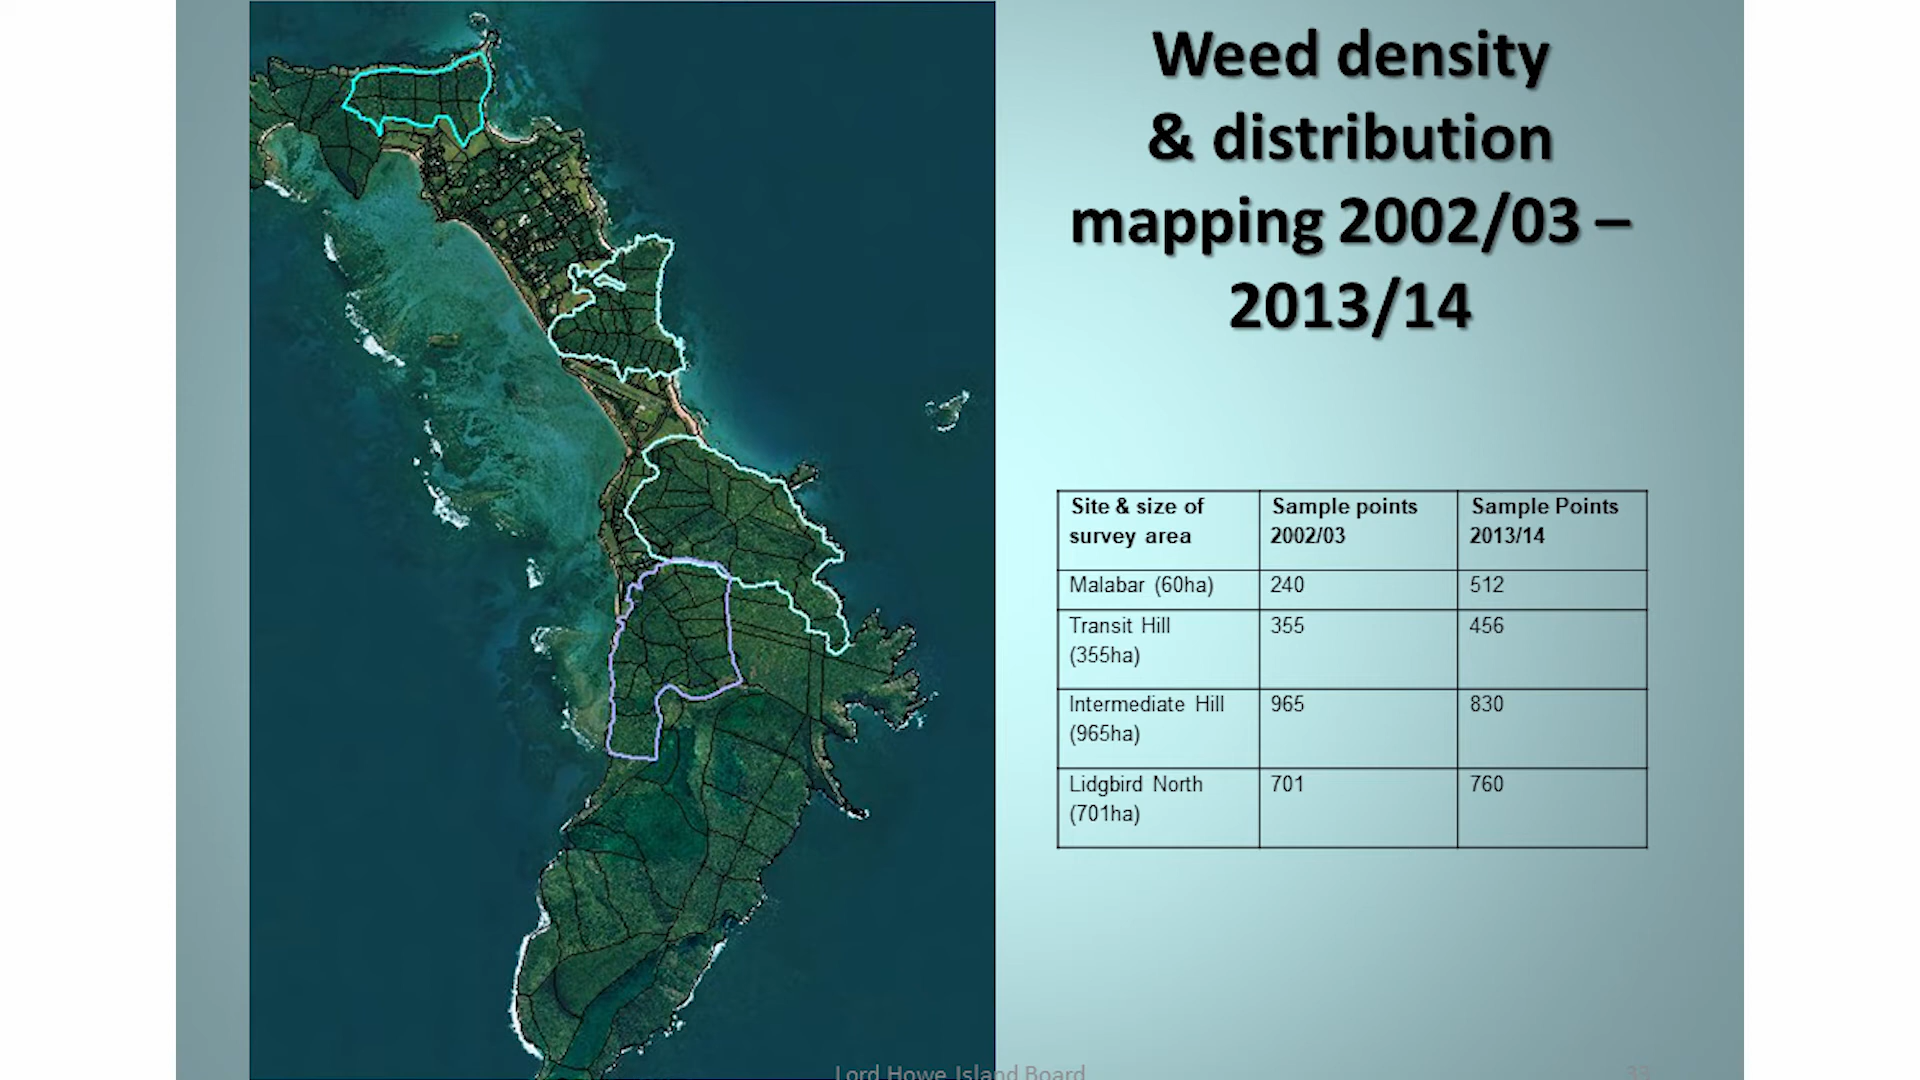 Weed density
& distribution
mapping 2002/03 –
2013/14
Site & size of survey area
Sample points 2002/03
Sample Points 2013/14
Malabar (60ha)
240
512
Transit Hill (355ha)
355
456
Intermediate Hill (965ha)
965
830
Lidgbird North (701ha)
701
760
Lord Howe Island Board
33